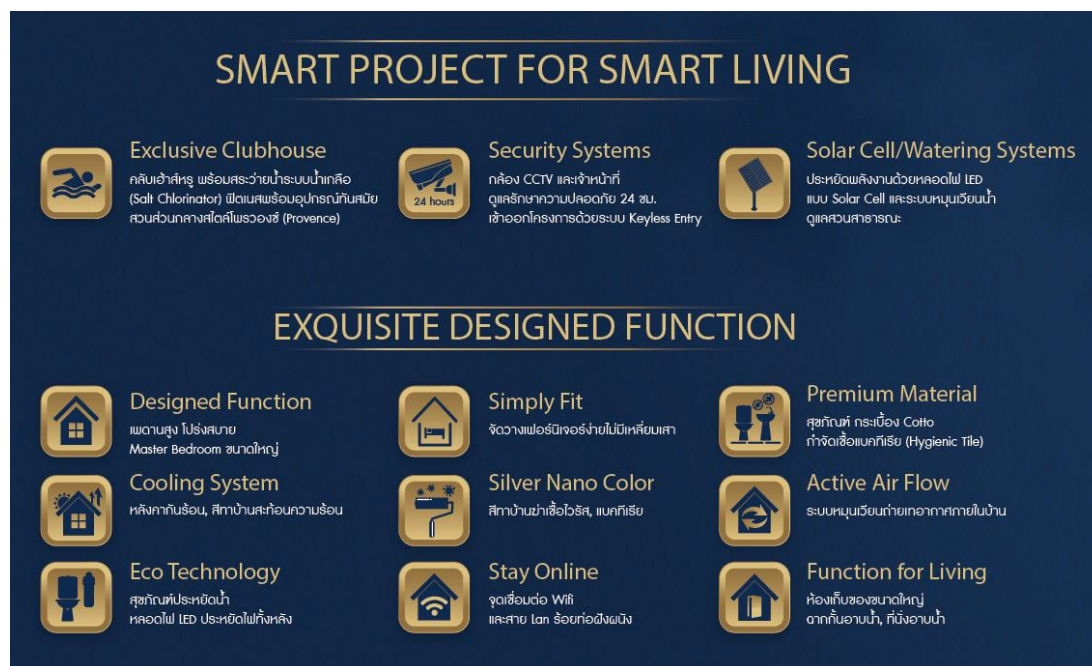 SMART PROJECT FOR SMART LIVING
Exclusive Clubhouse
คลับเฮ้าส์หรู พร้อมสระว่ายน้ำระบบน้ำเกลือ
(Salt Chlorinator) ฟิตเนสพร้อมอุปกรณ์ทันสมัย
สวนส่วนกลางสไตล์โพรวองซ์ (Provence)
24 hours
Security Systems
กล้อง CCTV และเจ้าหน้าที่
ดูแลรักษาความปลอดภัย 24 ชม.
เข้าออกโครงการด้วยระบบ Keyless Entry
Solar Cell/Watering Systems
ประหยัดพลังงานด้วยหลอดไฟ LED
แบบ Solar Cell และระบบหมุนเวียนน้ำ
ดูแลสวนสาธารณะ
EXQUISITE DESIGNED FUNCTION
Designed Function
เพดานสูง โปร่งสบาย
Master Bedroom ขนาดใหญ่
Simply Fit
จัดวางเฟอร์นิเจอร์ง่ายไม่มีเหลี่ยมเสา
Premium Material
สุขภัณฑ์ กระเบื้อง Cotto
กำจัดเชื้อแบคทีเรีย (Hygienic Tile)
Cooling System
หลังคากันร้อน, สีทาบ้านสะท้อนความร้อน
Silver Nano Color
สีทาบ้านฆ่าเชื้อไวรัส, แบคทีเรีย
Active Air Flow
ระบบหมุนเวียนถ่ายเทอากาศภายในบ้าน
Eco Technology
สุขภัณฑ์ประหยัดน้ำ
หลอดไฟ LED ประหยัดไฟทั้งหลัง
Stay Online
จุดเชื่อมต่อ Wifi
และสาย Lan ร้อยท่อฝังผนัง
Function for Living
ห้องเก็บของขนาดใหญ่
ฉากกั้นอาบน้ำ, ที่นั่งอาบน้ำ